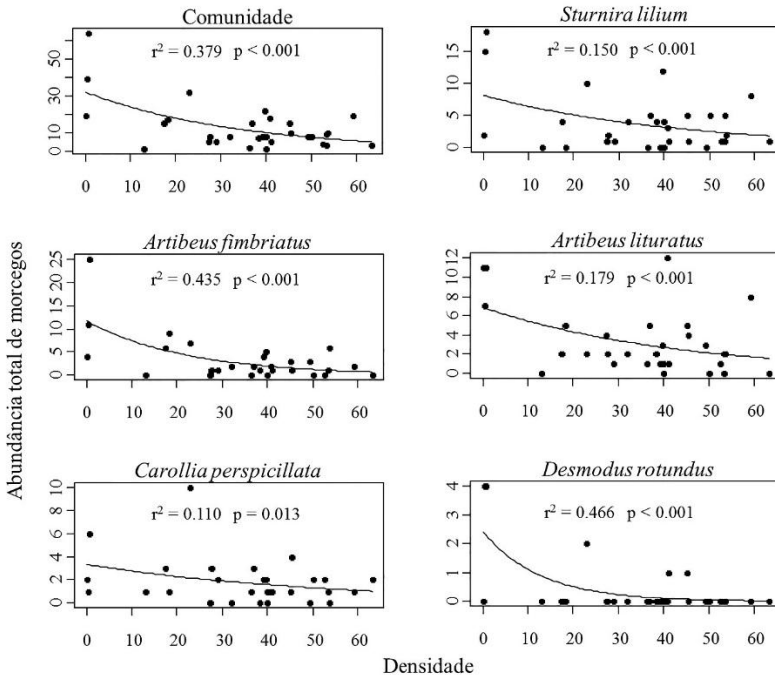 Comunidade
r² = 0.379 p < 0.001
50
30
10
0
0 10 20 30 40 50 60
Sturnira lilium
r² = 0.150 p < 0.001
15
10
5
0
0 10 20 30 40 50 60
Artibeus fimbriatus
r² = 0.435 p < 0.001
25
20
15
10
5
0
0 10 20 30 40 50 60
Artibeus lituratus
r² = 0.179 p < 0.001
12
10
8
6
4
2
0
0 10 20 30 40 50 60
Carollia perspicillata
r² = 0.110 p = 0.013
10
8
6
4
2
0
0 10 20 30 40 50 60
Desmodus rotundus
r² = 0.466 p < 0.001
4
3
2
1
0
0 10 20 30 40 50 60
Abundância total de morcegos
Densidade